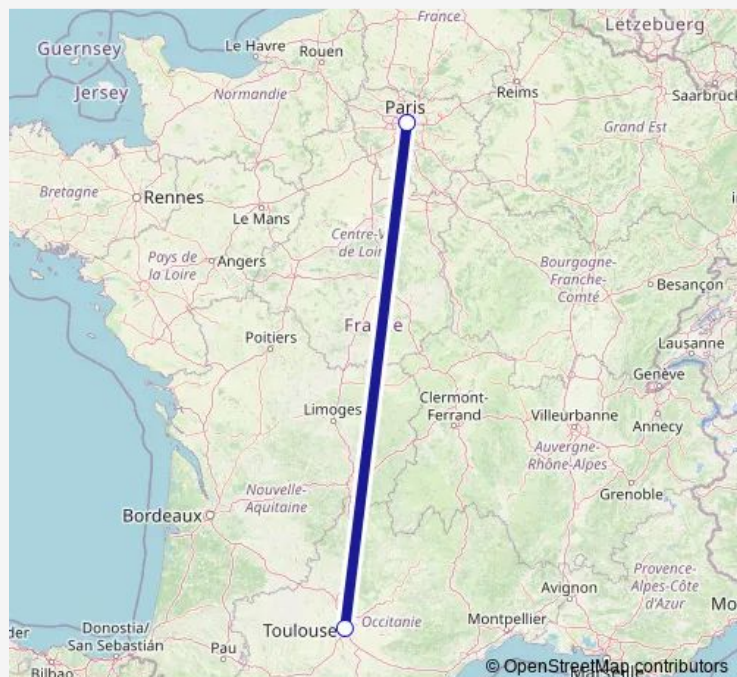 France
Lëtzebuerg
Guernsey
Le Havre
Rouen
Jersey
Normandie
Paris
Reims
Saarbrück
Grand Est
Bretagne
Rennes
Le Mans
Centre-V
de Loir
Pays de
la Loire
Angers
Bourgogne-
Franche-
Comté
Besançon
France
Poitiers
Lausanne
Genève
Limoges
Clermont-
Ferrand
Villeurbanne
Annecy
Auvergne-
Rhône-Alpes
Grenoble
Nouvelle-
Aquitaine
Bordeaux
Provence-
Alpes-Côte
d'Azur
Avignon
Mo
Toulouse
Occitanie
Montpellier
Donostia/
San Sebastián
Pau
Bilbao
Marseille
© OpenStreetMap contributors